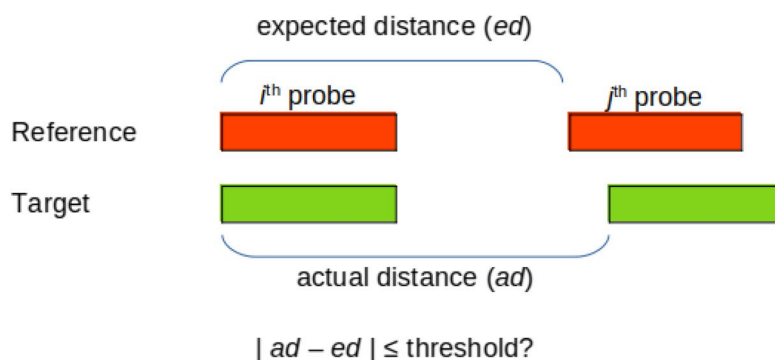 expected distance (ed)
iᵗʰ probe
jᵗʰ probe
Reference
Target
actual distance (ad)
| ad – ed | ≤ threshold?